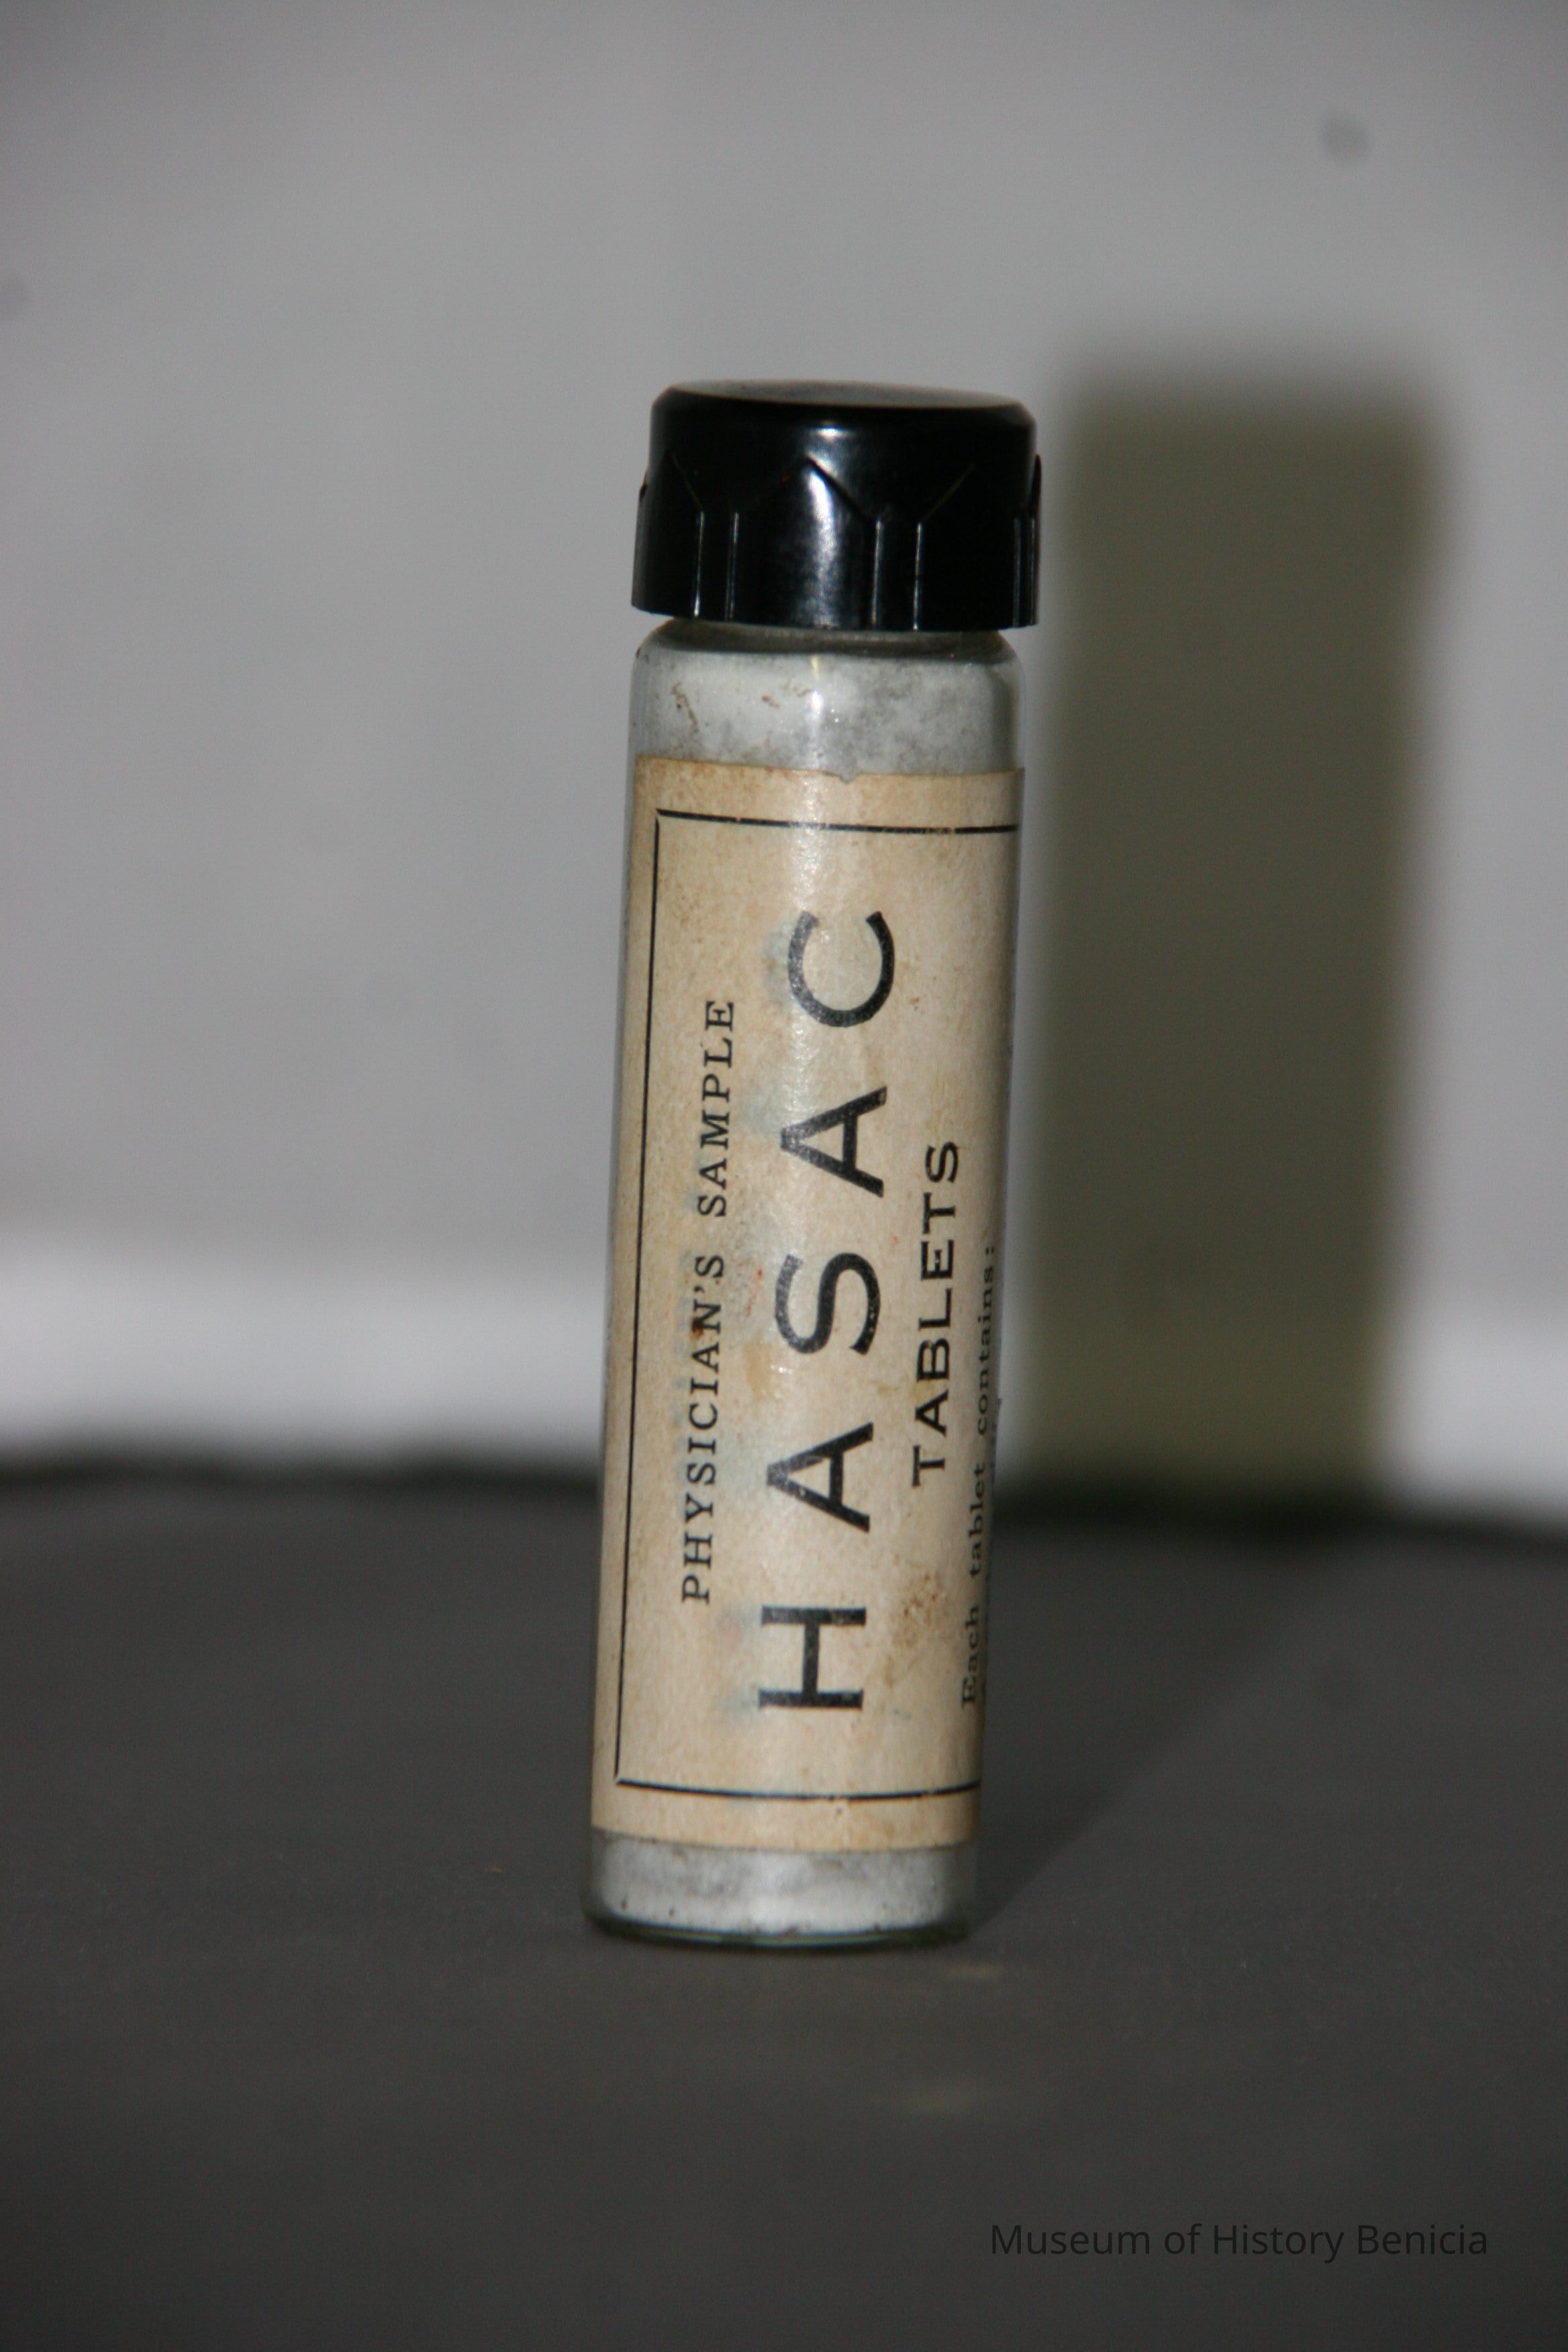 PHYSICIAN'S SAMPLE
HASAC
TABLETS
Each tablet contains:
Museum of History Benicia